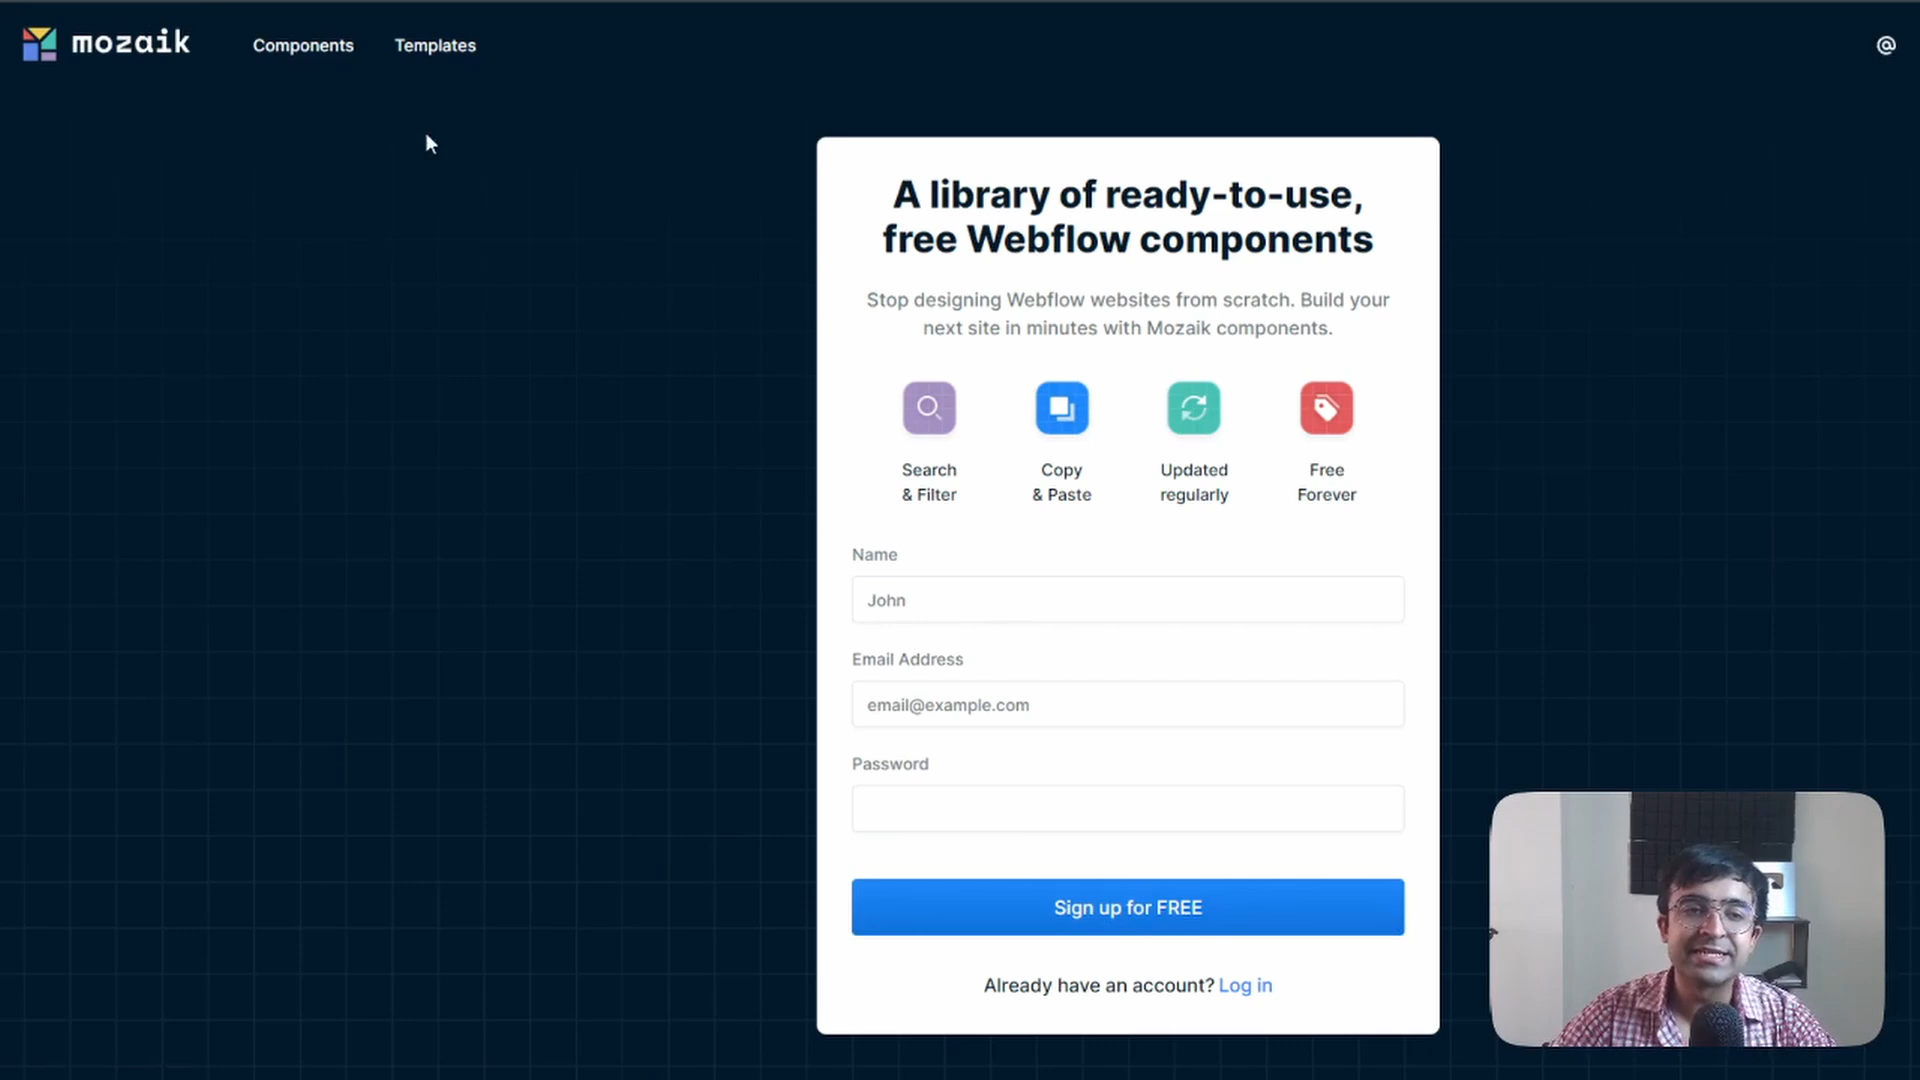 mozaik
Components
Templates
A library of ready-to-use,
free Webflow components
Stop designing Webflow websites from scratch. Build your
next site in minutes with Mozaik components.
Search
& Filter
Copy
& Paste
Updated
regularly
Free
Forever
Name
John
Email Address
email@example.com
Password
Sign up for FREE
Already have an account? Log in